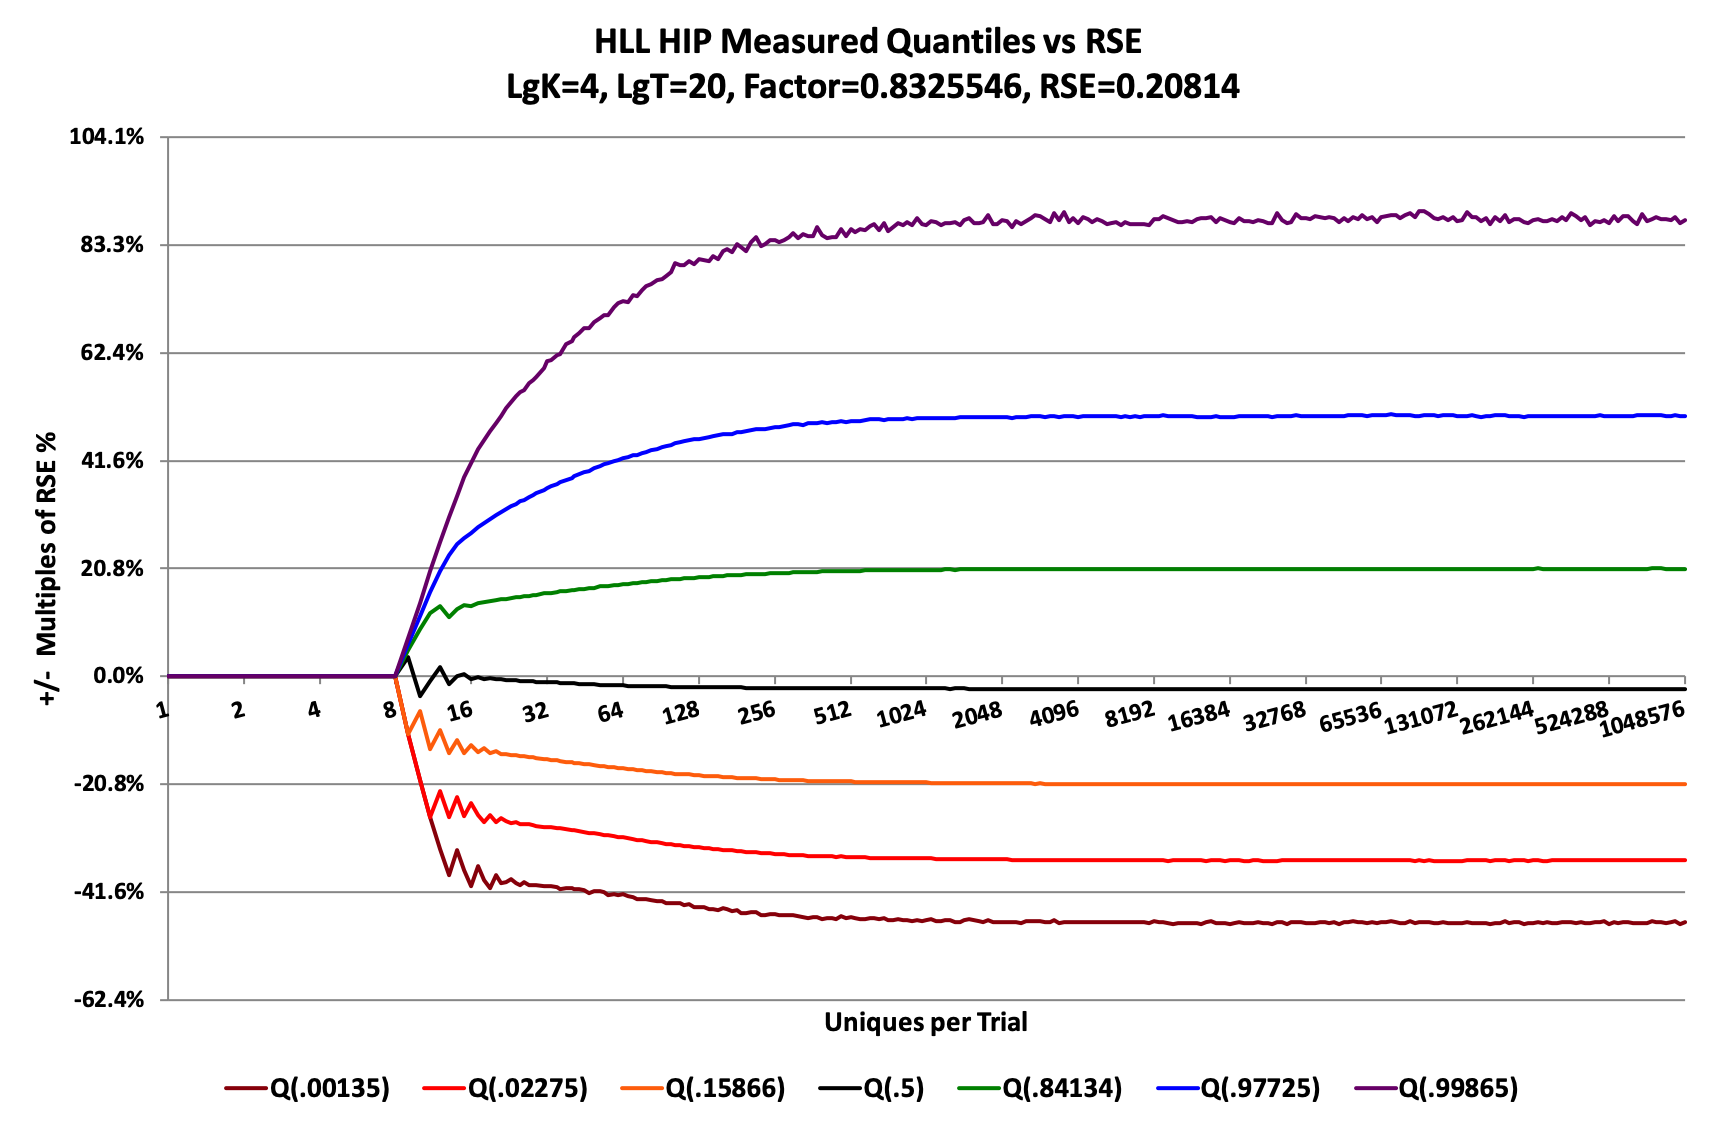 HLL HIP Measured Quantiles vs RSE
LgK=4, LgT=20, Factor=0.8325546, RSE=0.20814
104.1%
83.3%
62.4%
41.6%
20.8%
0.0%
-20.8%
-41.6%
-62.4%
+/- Multiples of RSE %
1 2 4 8 16 32 64 128 256 512 1024 2048 4096 8192 16384 32768 65536 131072 262144 524288 1048576
Uniques per Trial
Q(.00135) Q(.02275) Q(.15866) Q(.5) Q(.84134) Q(.97725) Q(.99865)